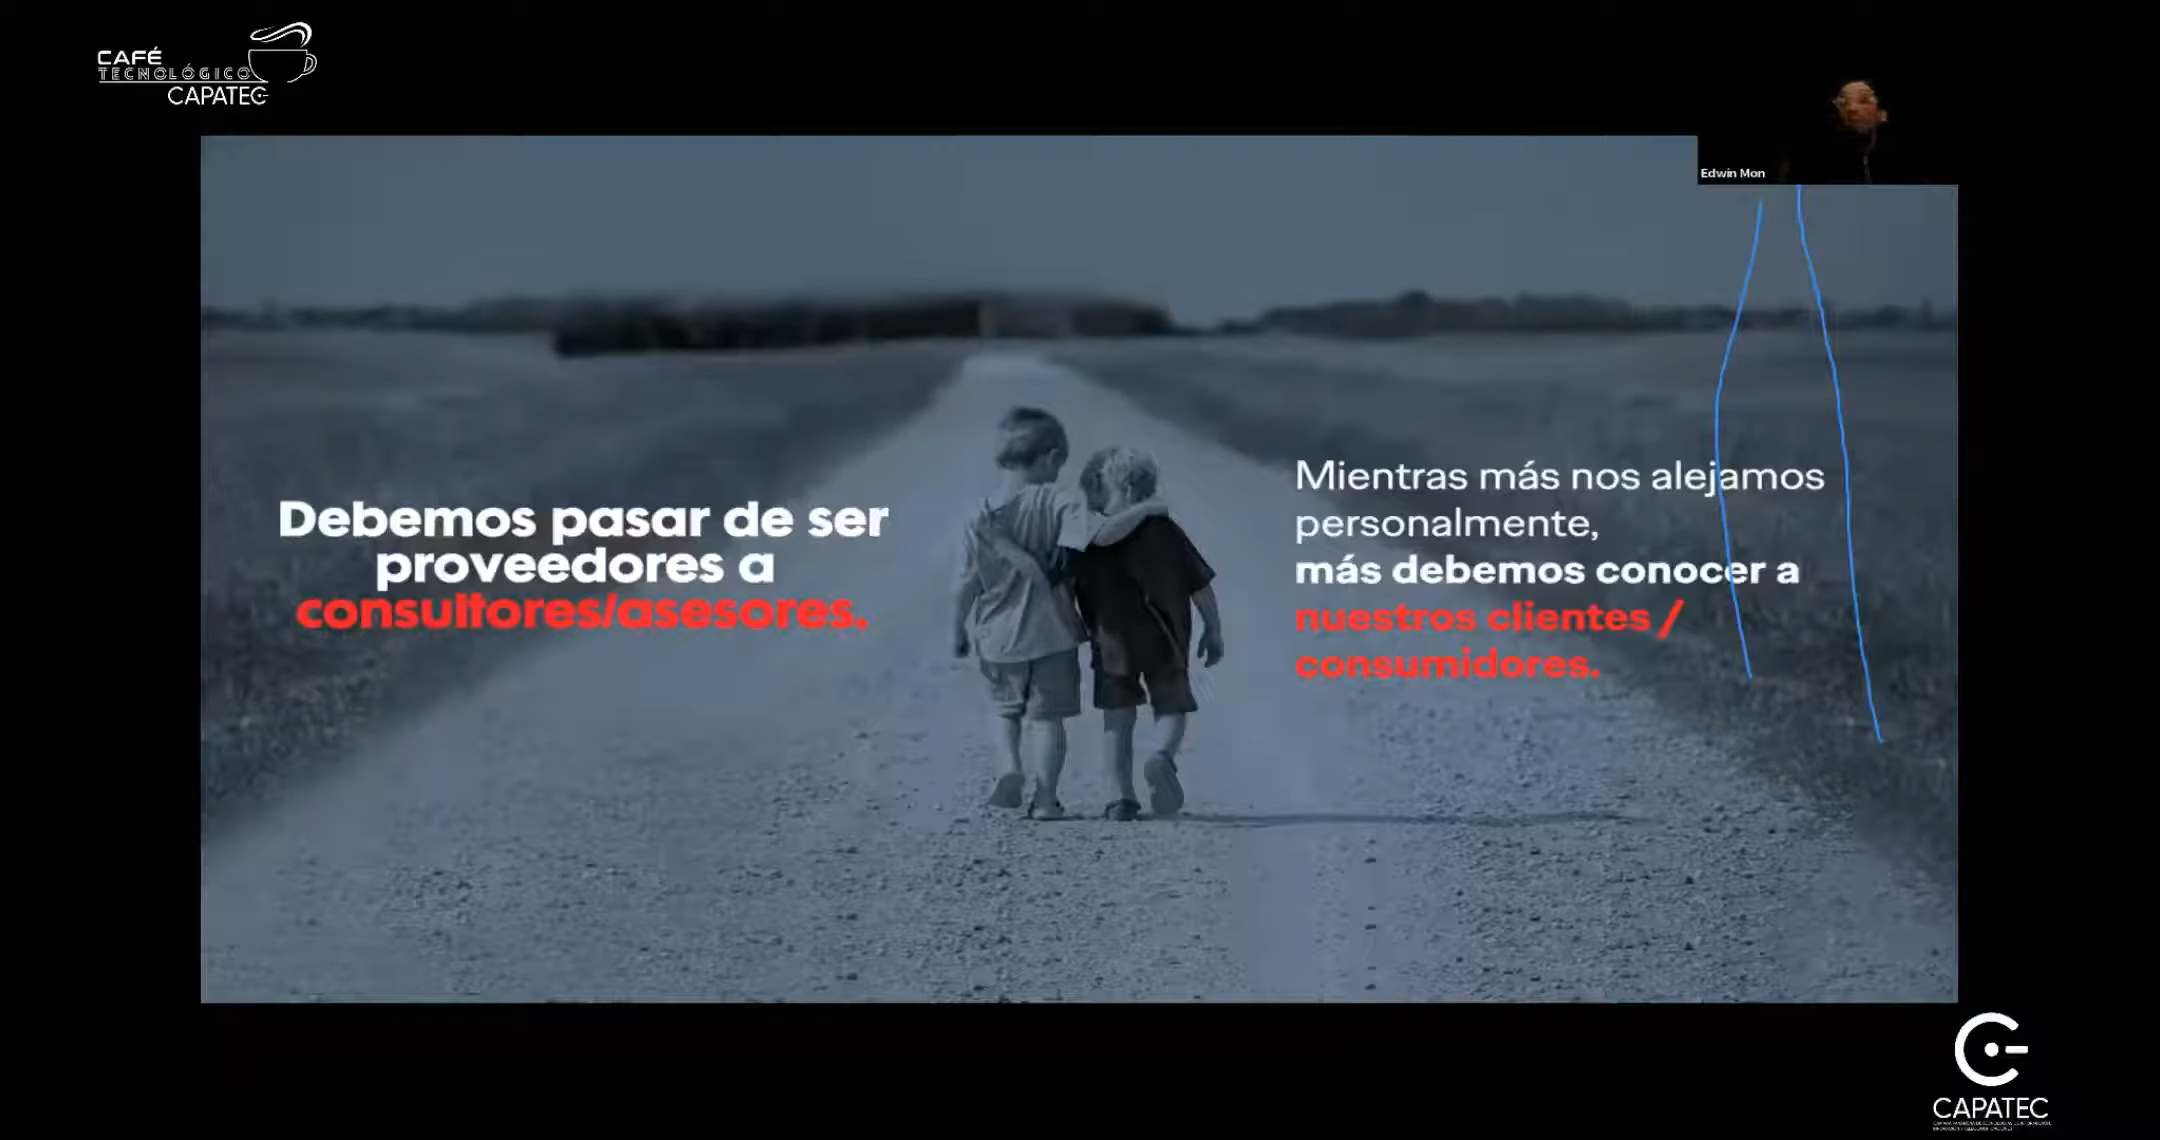 CAFÉ
TECNOLÓGICO
CAPATEC
Edwin Mon
Debemos pasar de ser
proveedores a
consultores/asesores.
Mientras más nos alejamos
personalmente,
más debemos conocer a
nuestros clientes /
consumidores.
CAPATEC